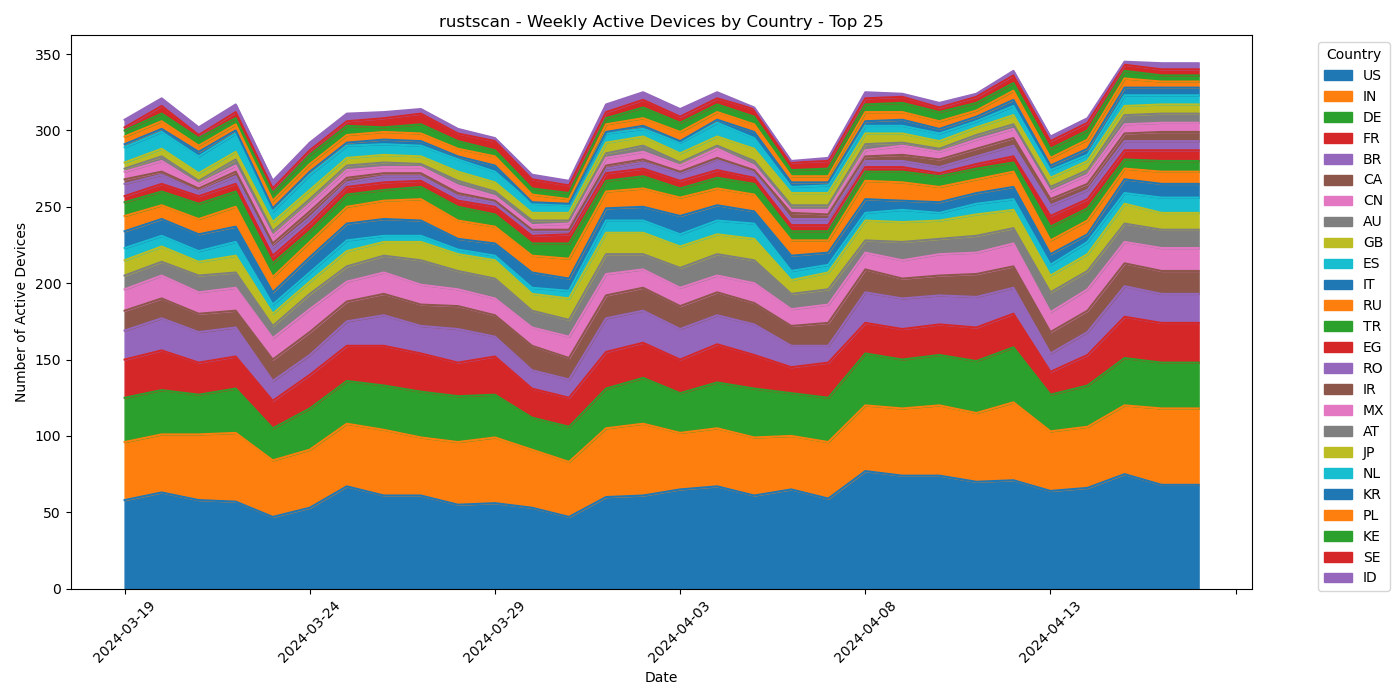 rustscan - Weekly Active Devices by Country - Top 25
Number of Active Devices
350
300
250
200
150
100
50
0
2024-03-19
2024-03-24
2024-03-29
2024-04-03
2024-04-08
2024-04-13
Date
Country
US
IN
DE
FR
BR
CA
CN
AU
GB
ES
IT
RU
TR
EG
RO
IR
MX
AT
JP
NL
KR
PL
KE
SE
ID